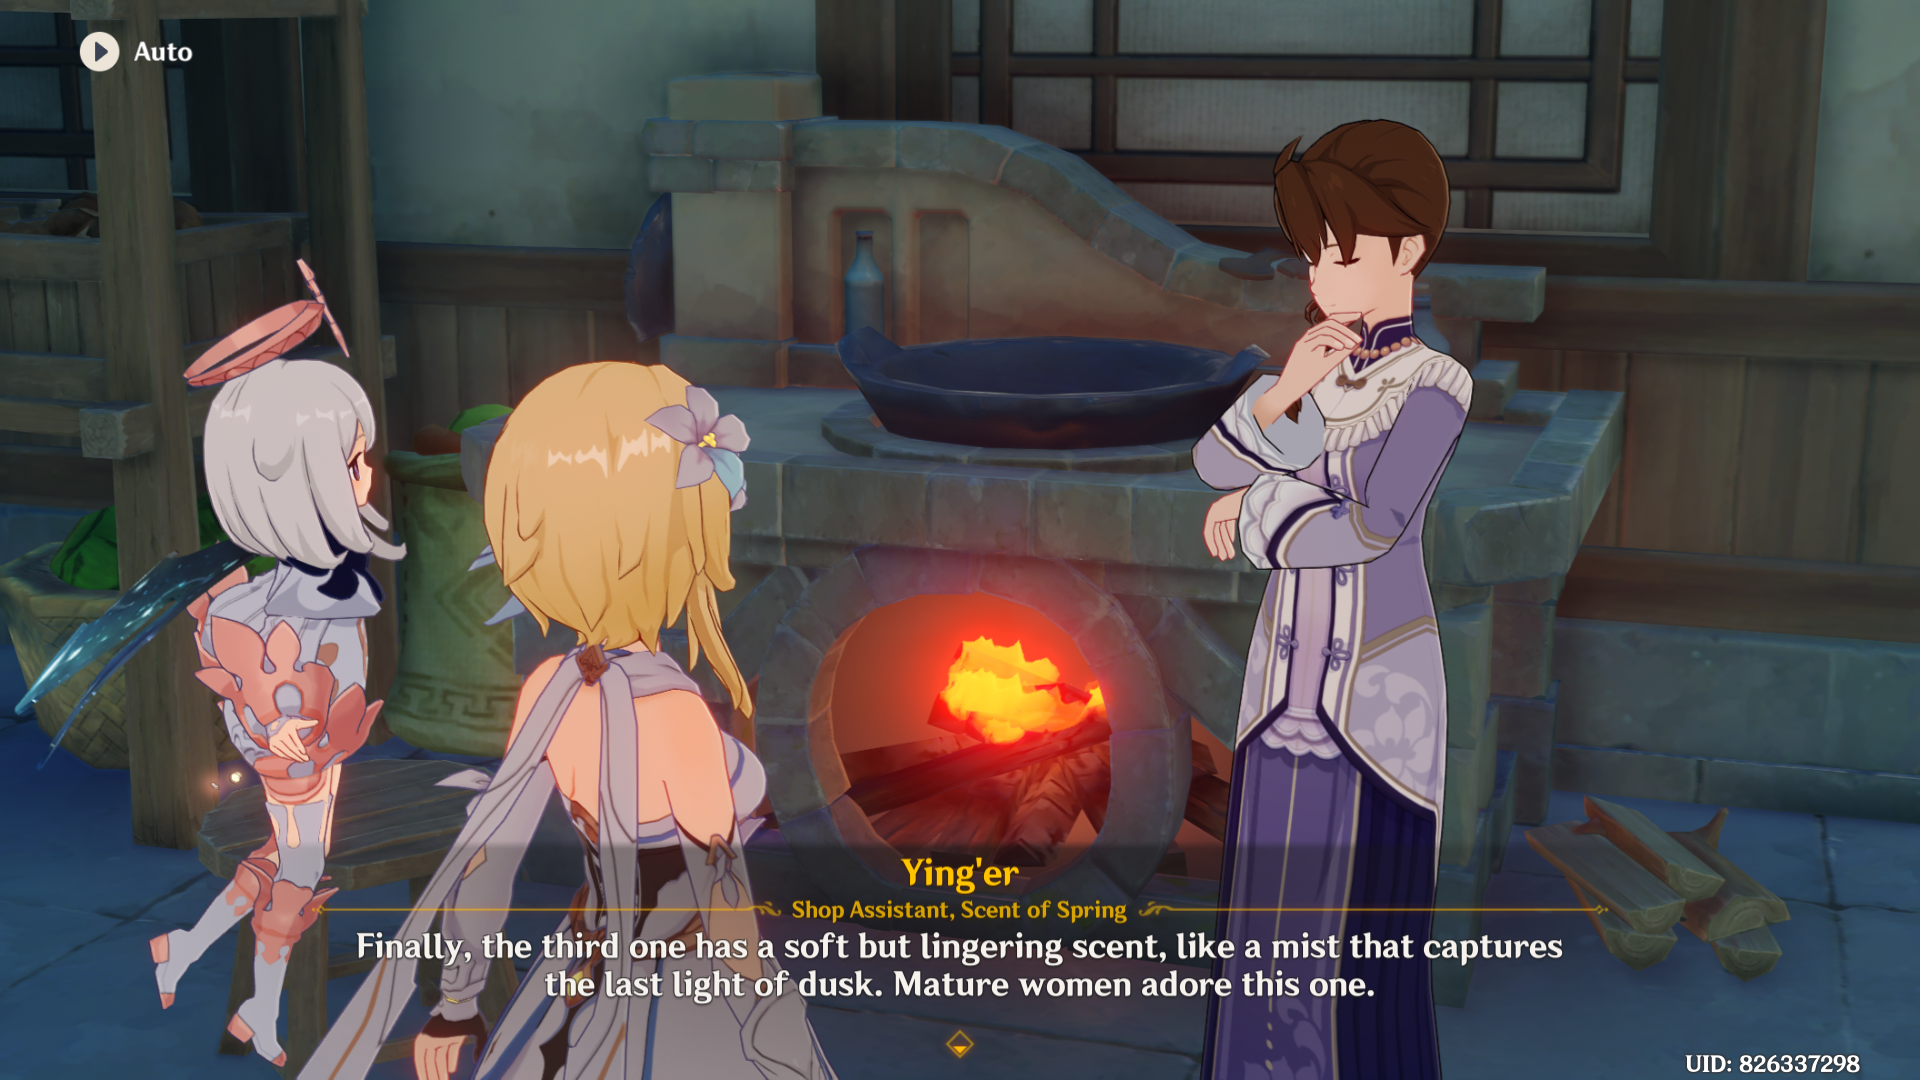 Auto
Ying'er
Shop Assistant, Scent of Spring
Finally, the third one has a soft but lingering scent, like a mist that captures
the last light of dusk. Mature women adore this one.
UID: 826337298